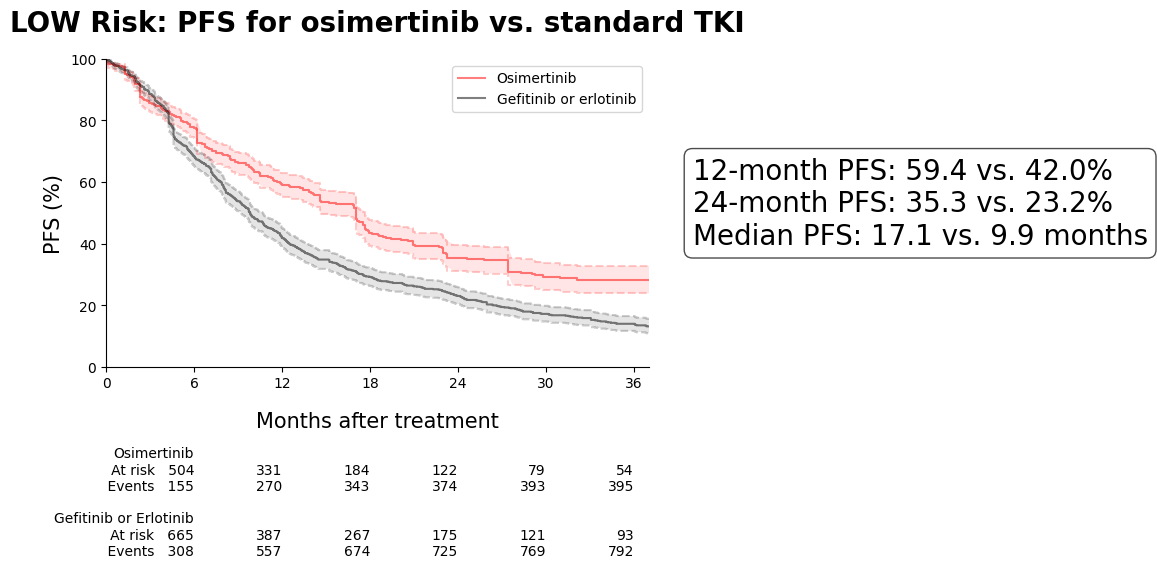 LOW Risk: PFS for osimertinib vs. standard TKI
100
80
60
40
20
0
PFS (%)
Osimertinib
Gefitinib or erlotinib
0 6 12 18 24 30 36
Months after treatment
12-month PFS: 59.4 vs. 42.0%
24-month PFS: 35.3 vs. 23.2%
Median PFS: 17.1 vs. 9.9 months
Osimertinib
At risk 504 331 184 122 79 54
Events 155 270 343 374 393 395
Gefitinib or Erlotinib
At risk 665 387 267 175 121 93
Events 308 557 674 725 769 792